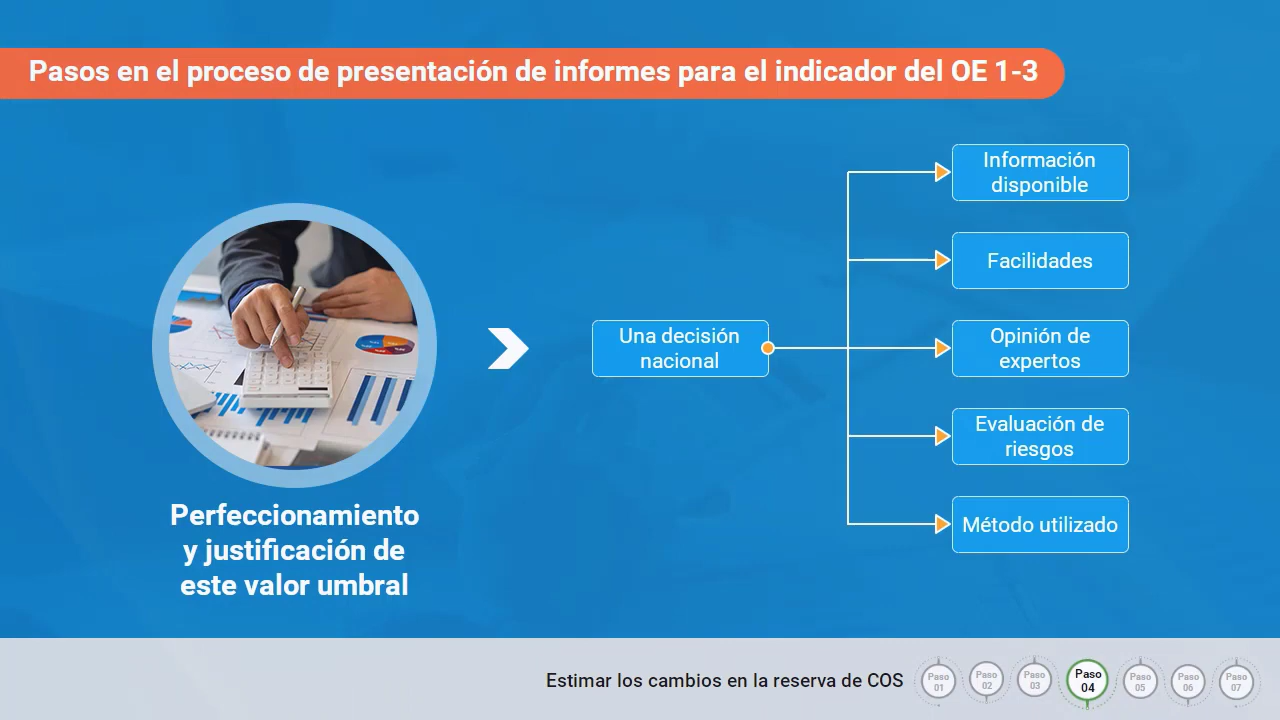 Pasos en el proceso de presentación de informes para el indicador del OE 1-3
Perfeccionamiento
y justificación de
este valor umbral
Una decisión
nacional
Información
disponible
Facilidades
Opinión de
expertos
Evaluación de
riesgos
Método utilizado
Estimar los cambios en la reserva de COS
Paso
01
Paso
02
Paso
03
Paso
04
Paso
05
Paso
06
Paso
07